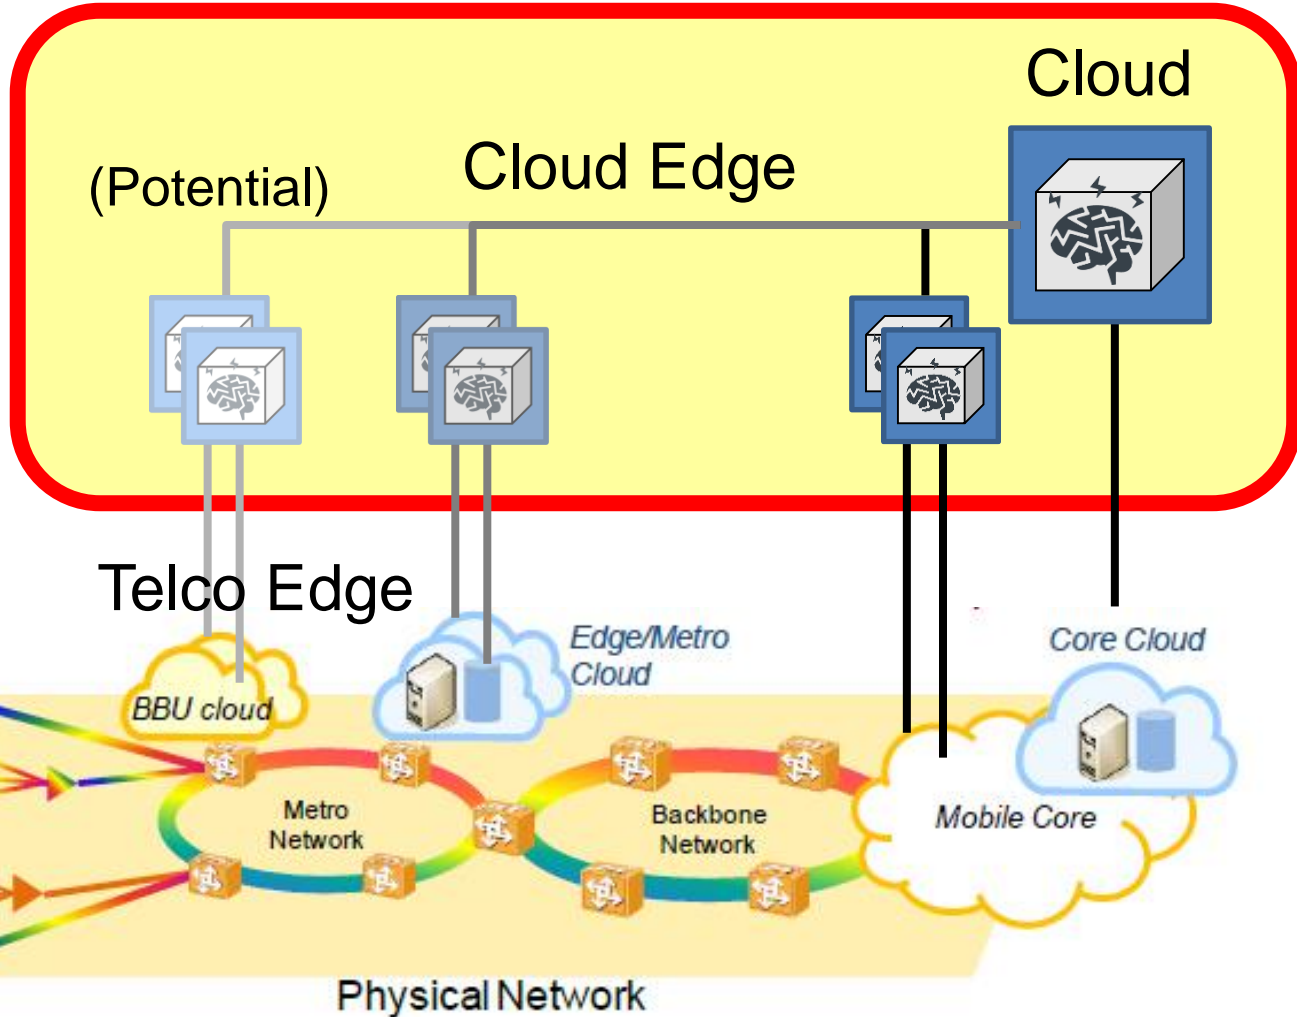 Cloud
Cloud Edge
(Potential)
Telco Edge
Edge/Metro
Cloud
Core Cloud
BBU cloud
Metro
Network
Backbone
Network
Mobile Core
Physical Network